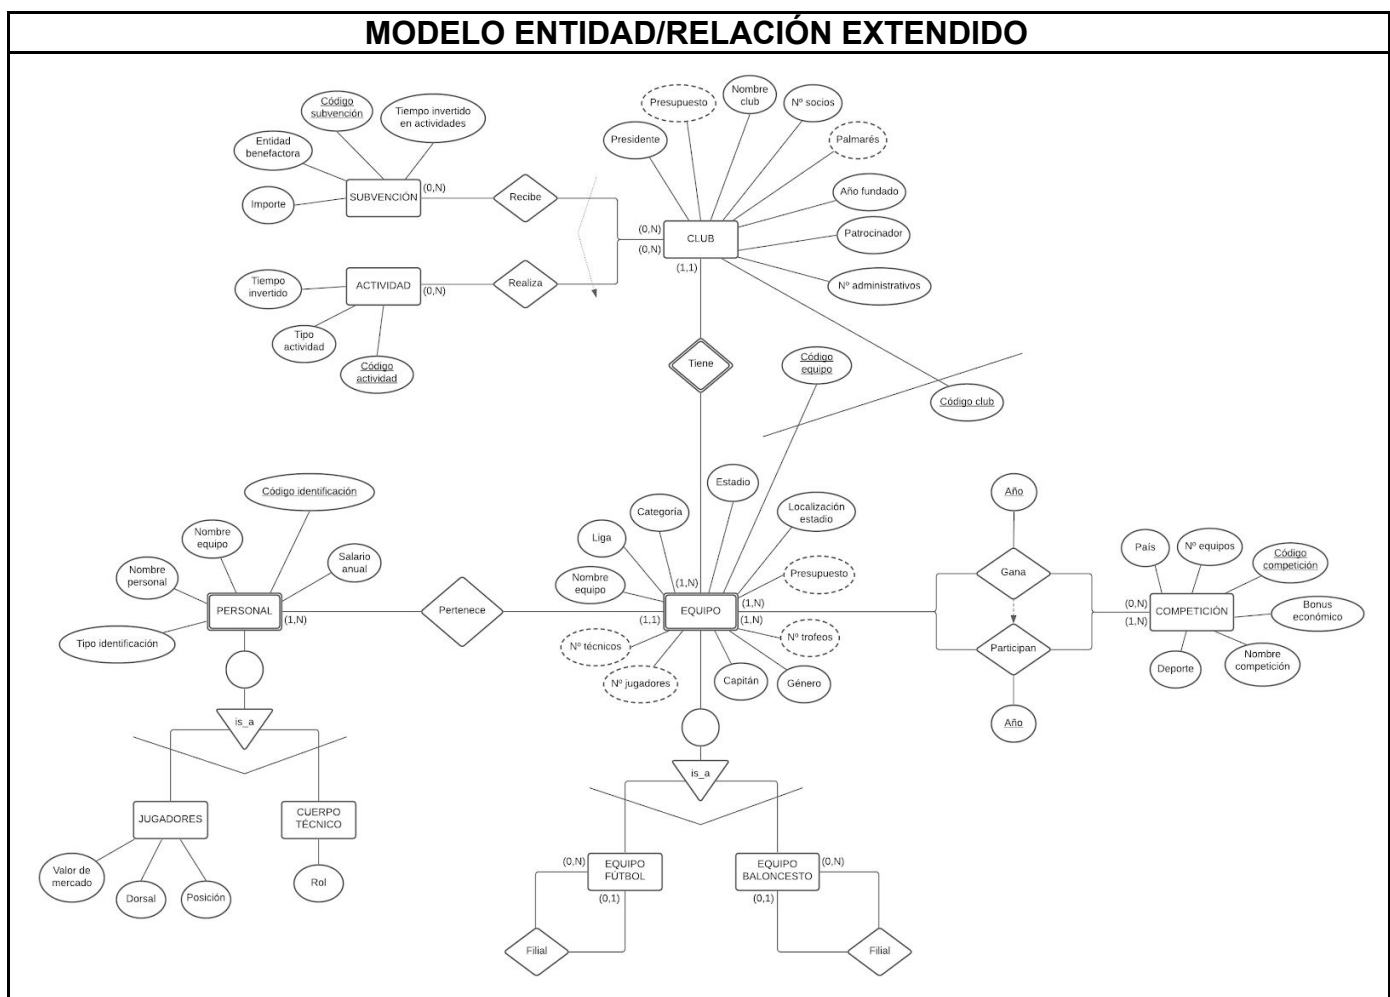 MODELO ENTIDAD/RELACIÓN EXTENDIDO
Código
subvención
Tiempo invertido
en actividades
Entidad
benefactora
Importe
SUBVENCIÓN
(0,N)
Recibe
Presidente
Presupuesto
Nombre
club
Nº socios
Palmarés
Año fundado
Patrocinador
Nº administrativos
(0,N)
(0,N)
CLUB
(1,1)
Tiempo
invertido
ACTIVIDAD
(0,N)
Realiza
Tipo
actividad
Código
actividad
Tiene
Código
equipo
Código club
Código identificación
Nombre
equipo
Nombre
personal
Salario
anual
PERSONAL
(1,N)
Tipo identificación
Pertenece
Estadio
Categoría
Liga
Localización
estadio
Nombre
equipo
Presupuesto
(1,N)
(1,1)
EQUIPO
(1,N)
(1,N)
Nº técnicos
Nº trofeos
Nº jugadores
Capitán
Género
Año
Gana
Participan
Año
País
Nº equipos
Código
competición
(0,N)
(1,N)
COMPETICIÓN
Bonus
económico
Deporte
Nombre
competición
is_a
JUGADORES
CUERPO
TÉCNICO
Valor de
mercado
Dorsal
Posición
Rol
is_a
(0,N)
EQUIPO
FÚTBOL
(0,1)
EQUIPO
BALONCESTO
(0,N)
(0,1)
Filial
Filial